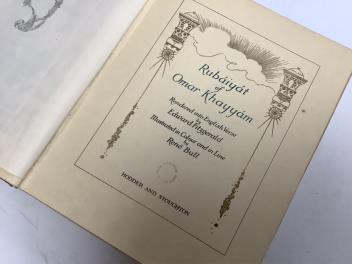 Rubáiyát
of
Omar Khayyám
Rendered into English Verse
by
Edward Fitzgerald
Illustrated in Colour and in Line
by
René Bull
HODDER AND STOUGHTON